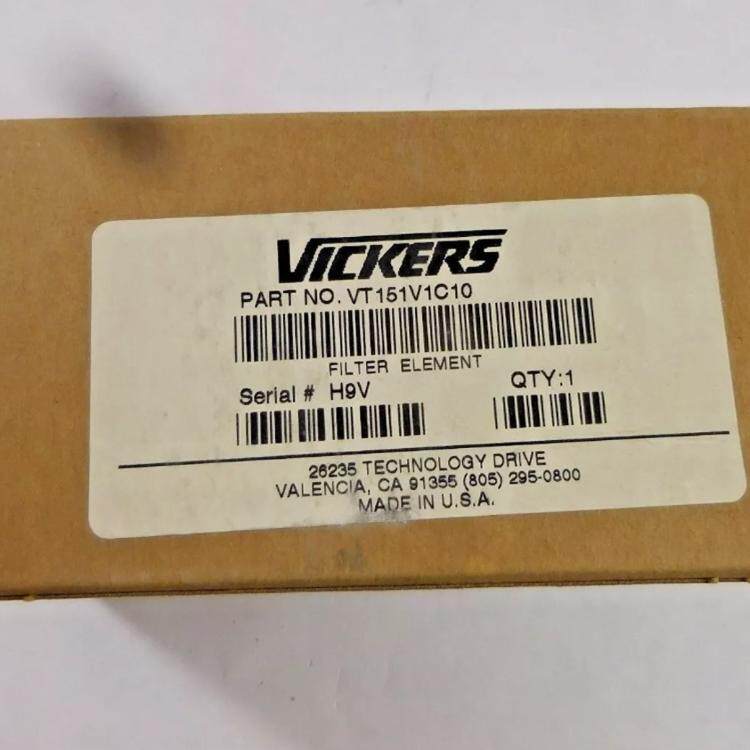 VICKERS
PART NO. VT151V1C10
FILTER ELEMENT
Serial # H9V QTY:1
26235 TECHNOLOGY DRIVE
VALENCIA, CA 91355 (805) 295-0800
MADE IN U.S.A.